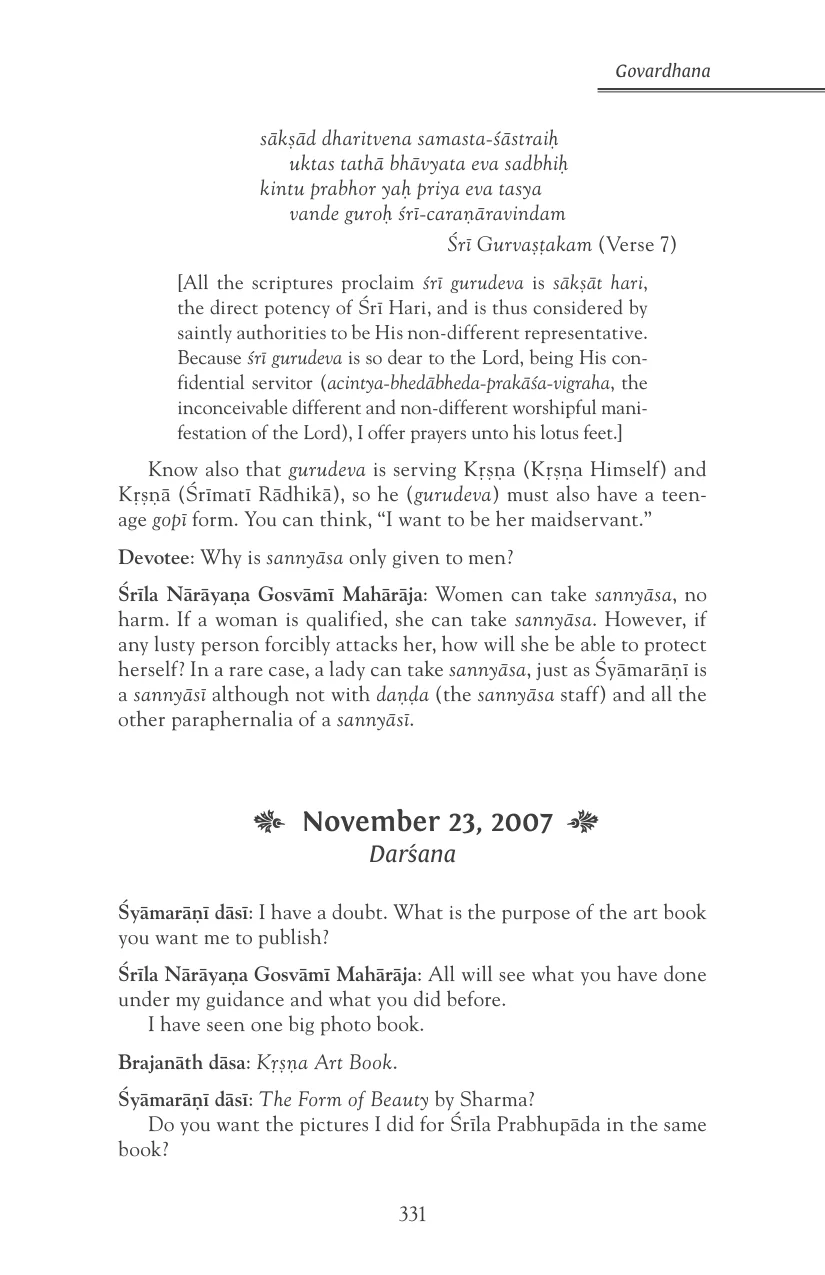 Govardhana
sākṣād dharitvena samasta-śāstraiḥ
uktas tathā bhāvyata eva sadbhiḥ
kintu prabhor yaḥ priya eva tasya
vande guroḥ śrī-caraṇāravindam
Śrī Gurvaṣṭakam (Verse 7)
[All the scriptures proclaim śrī gurudeva is sākṣāt hari,
the direct potency of Śrī Hari, and is thus considered by
saintly authorities to be His non-different representative.
Because śrī gurudeva is so dear to the Lord, being His con-
fidential servitor (acintya-bhedābheda-prakāśa-vigraha, the
inconceivable different and non-different worshipful mani-
festation of the Lord), I offer prayers unto his lotus feet.]
Know also that gurudeva is serving Kṛṣṇa (Kṛṣṇa Himself) and
Kṛṣṇā (Śrīmatī Rādhikā), so he (gurudeva) must also have a teen-
age gopī form. You can think, “I want to be her maidservant.”
Devotee: Why is sannyāsa only given to men?
Śrīla Nārāyaṇa Gosvāmī Mahārāja: Women can take sannyāsa, no
harm. If a woman is qualified, she can take sannyāsa. However, if
any lusty person forcibly attacks her, how will she be able to protect
herself? In a rare case, a lady can take sannyāsa, just as Śyāmarāṇī is
a sannyāsī although not with daṇḍa (the sannyāsa staff) and all the
other paraphernalia of a sannyāsī.
November 23, 2007
Darśana
Śyāmarāṇī dāsī: I have a doubt. What is the purpose of the art book
you want me to publish?
Śrīla Nārāyaṇa Gosvāmī Mahārāja: All will see what you have done
under my guidance and what you did before.
I have seen one big photo book.
Brajanāth dāsa: Kṛṣṇa Art Book.
Śyāmarāṇī dāsī: The Form of Beauty by Sharma?
Do you want the pictures I did for Śrīla Prabhupāda in the same
book?
331